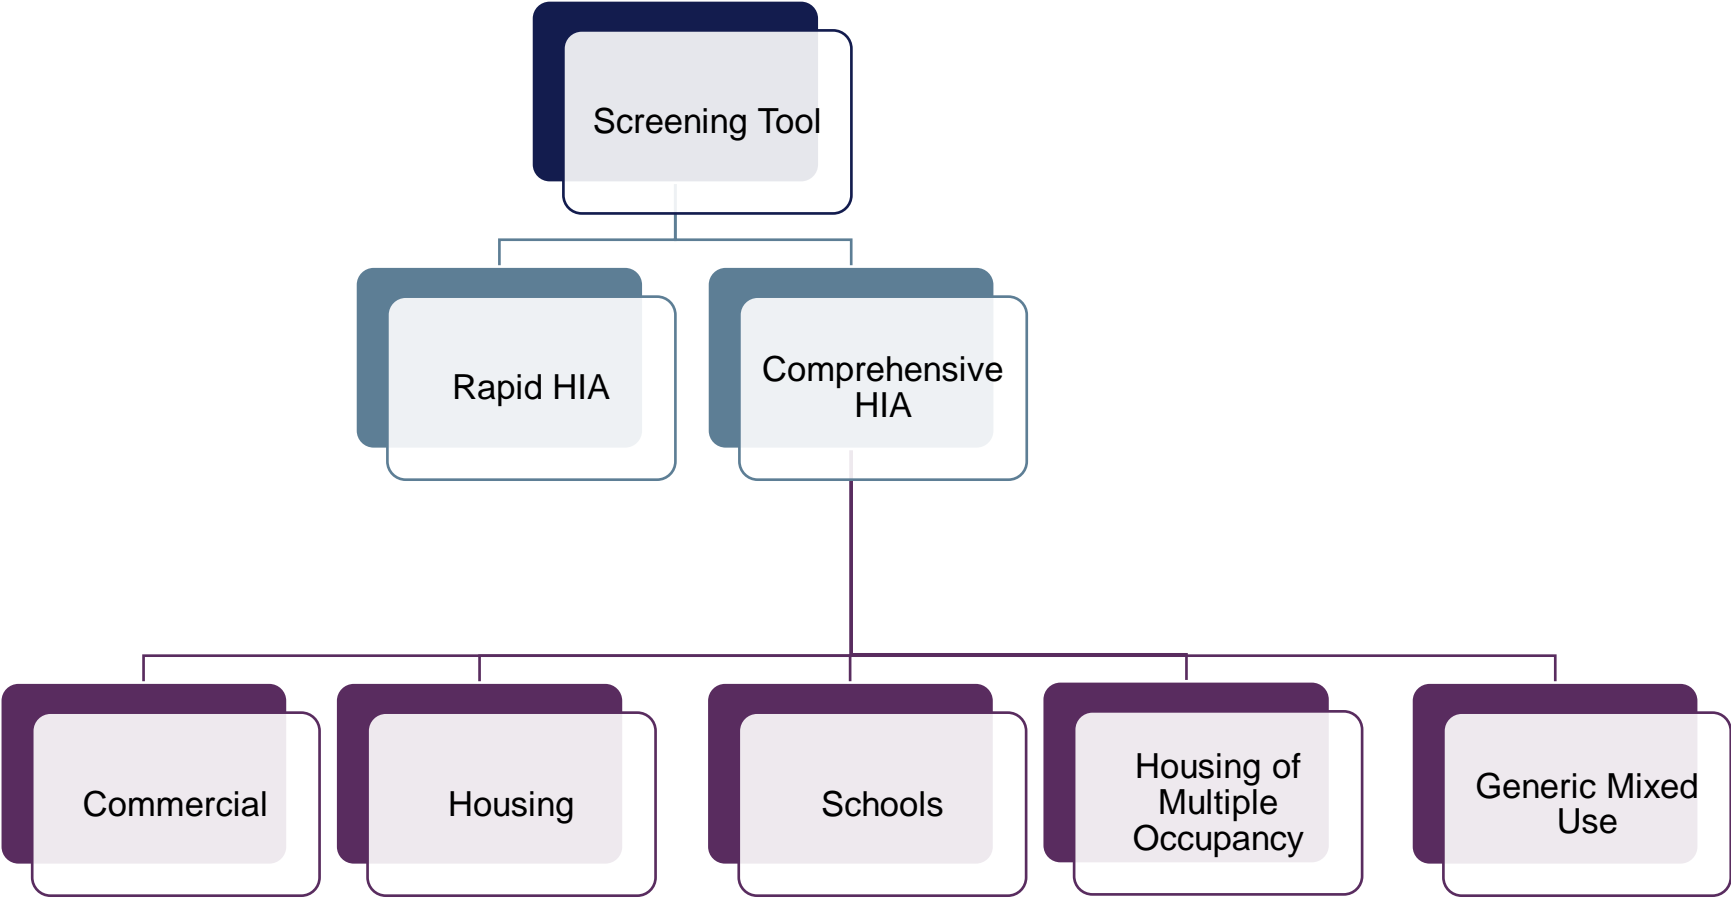 Screening Tool
Rapid HIA
Comprehensive
HIA
Commercial
Housing
Schools
Housing of
Multiple
Occupancy
Generic Mixed
Use